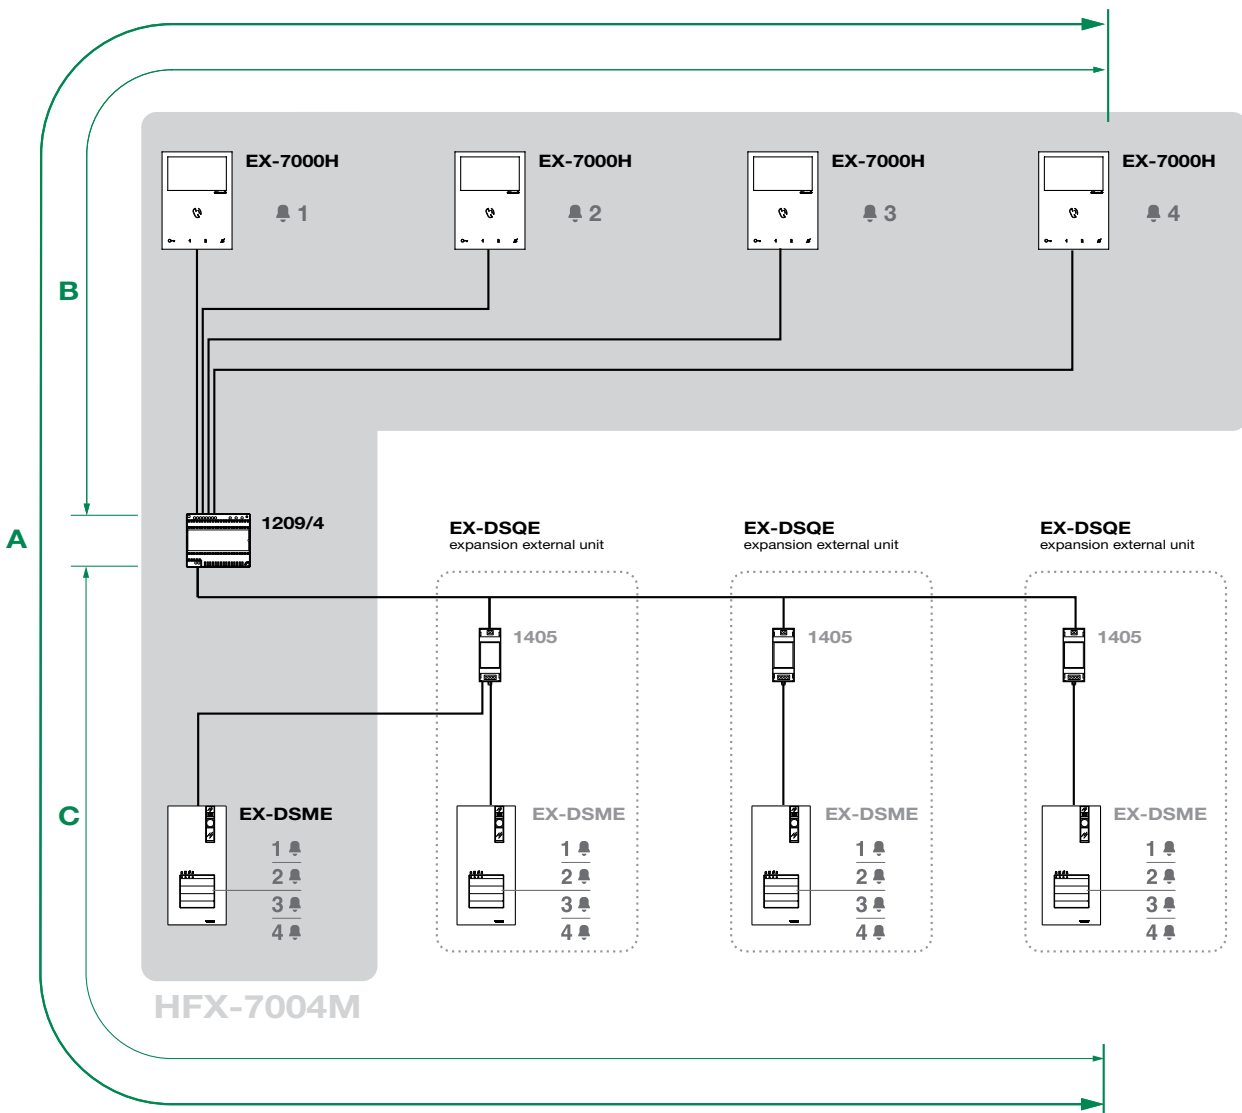 EX-7000H
EX-7000H
EX-7000H
EX-7000H
1
2
3
4
B
A
1209/4
EX-DSQE
expansion external unit
EX-DSQE
expansion external unit
EX-DSQE
expansion external unit
1405
1405
1405
C
EX-DSME
1
2
3
4
EX-DSME
1
2
3
4
EX-DSME
1
2
3
4
EX-DSME
1
2
3
4
HFX-7004M